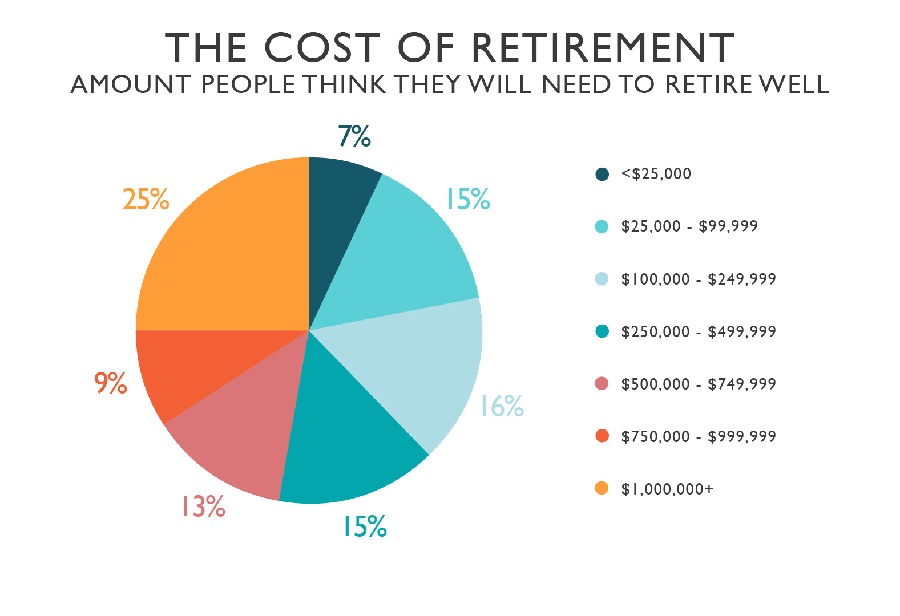 THE COST OF RETIREMENT
AMOUNT PEOPLE THINK THEY WILL NEED TO RETIRE WELL
7%
25%
15%
9%
16%
13%
15%
<$25,000
$25,000 - $99,999
$100,000 - $249,999
$250,000 - $499,999
$500,000 - $749,999
$750,000 - $999,999
$1,000,000+